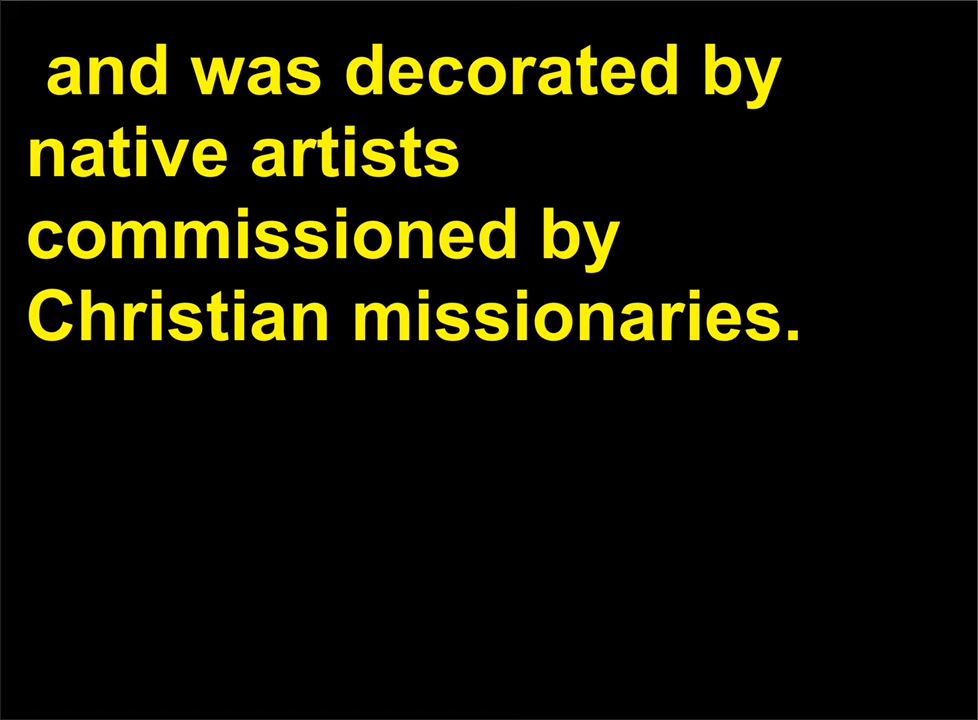 and was decorated by
native artists
commissioned by
Christian missionaries.